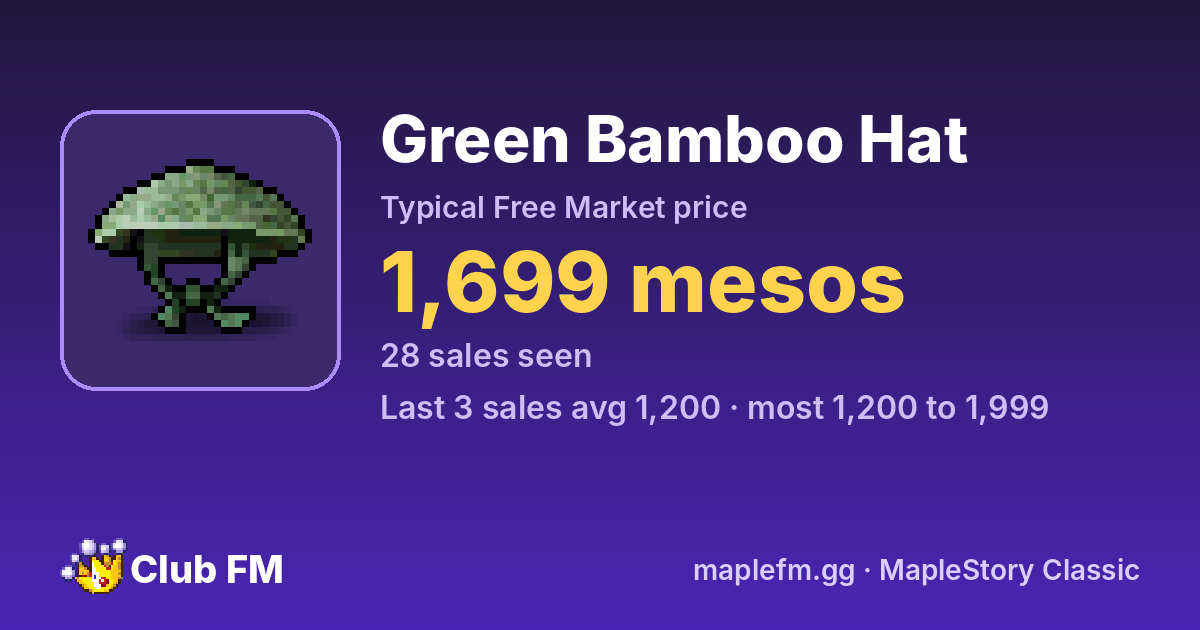 Green Bamboo Hat
Typical Free Market price
1,699 mesos
28 sales seen
Last 3 sales avg 1,200 · most 1,200 to 1,999
Club FM
maplefm.gg · MapleStory Classic